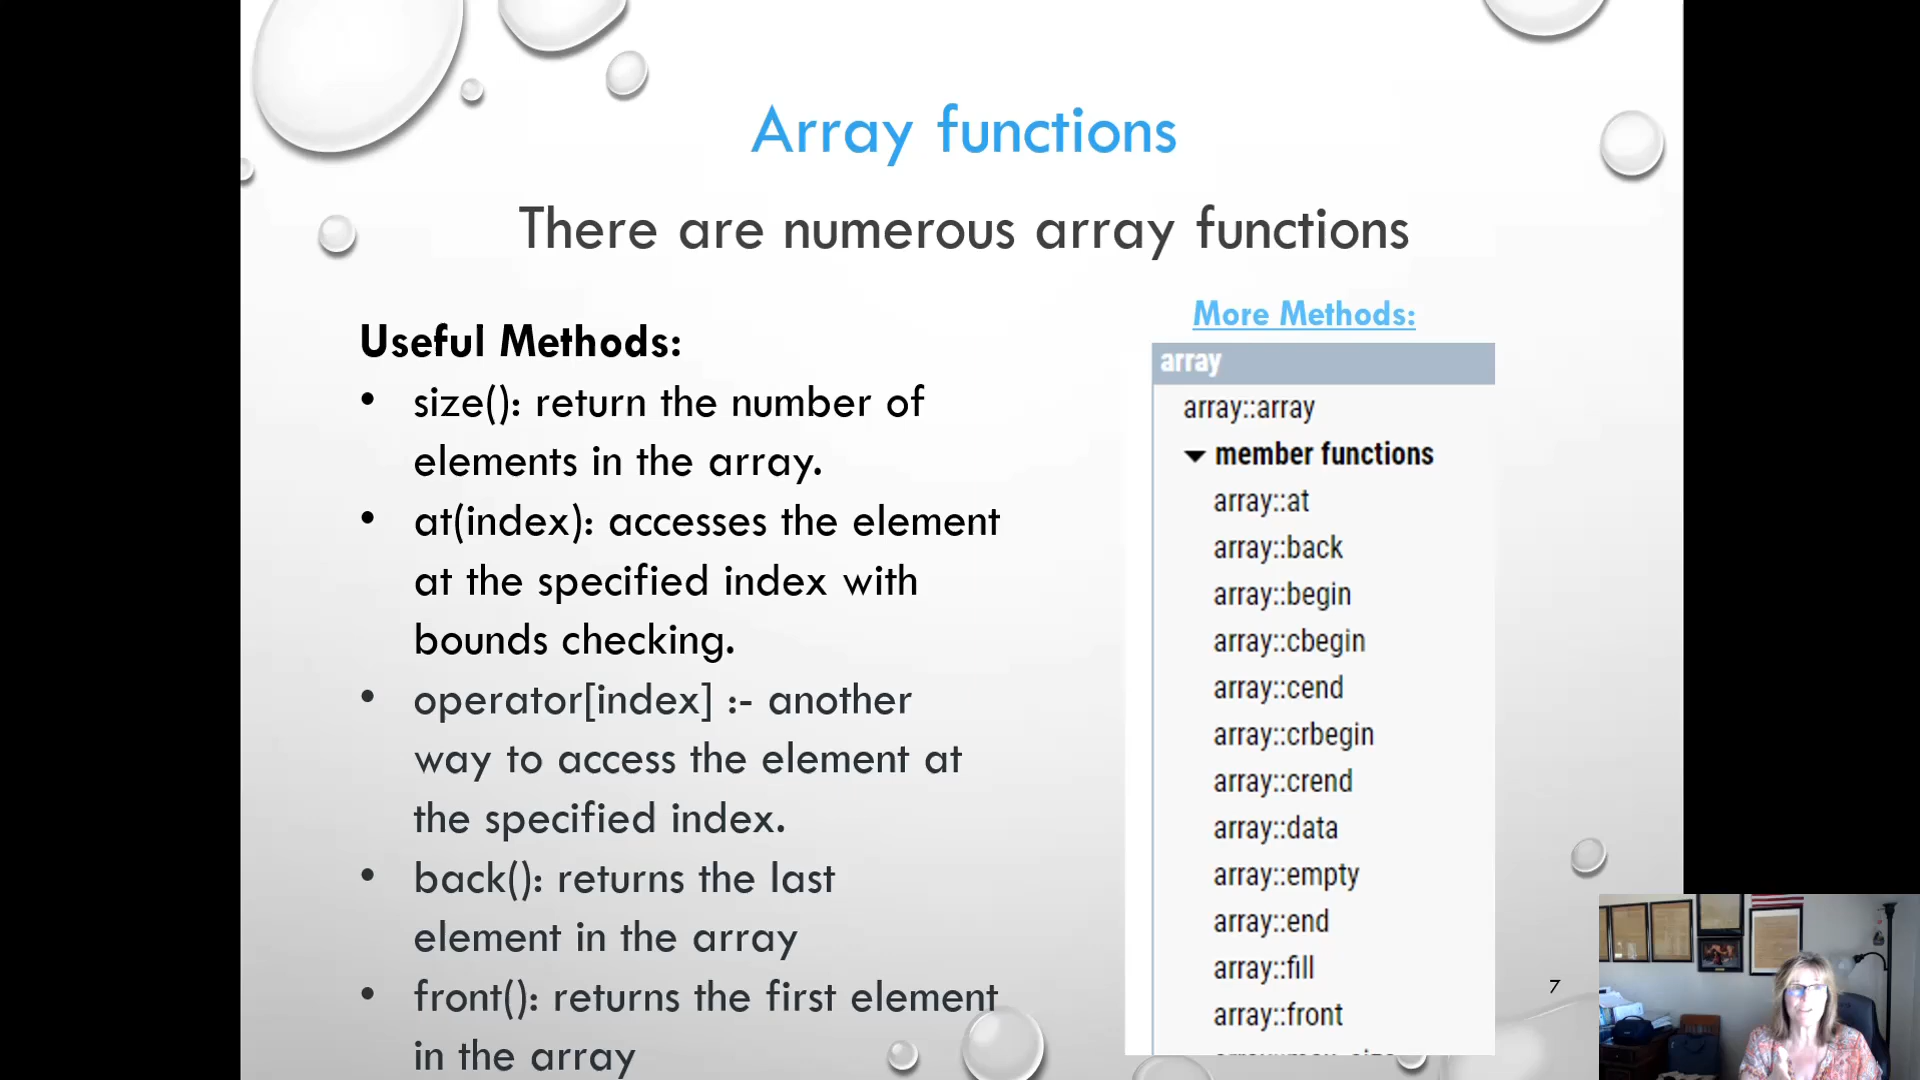 Array functions
There are numerous array functions
Useful Methods:
• size(): return the number of
elements in the array.
• at(index): accesses the element
at the specified index with
bounds checking.
• operator[index] :- another
way to access the element at
the specified index.
• back(): returns the last
element in the array
• front(): returns the first element
in the array
More Methods:
array
array::array
member functions
array::at
array::back
array::begin
array::cbegin
array::cend
array::crbegin
array::crend
array::data
array::empty
array::end
array::fill
array::front
7